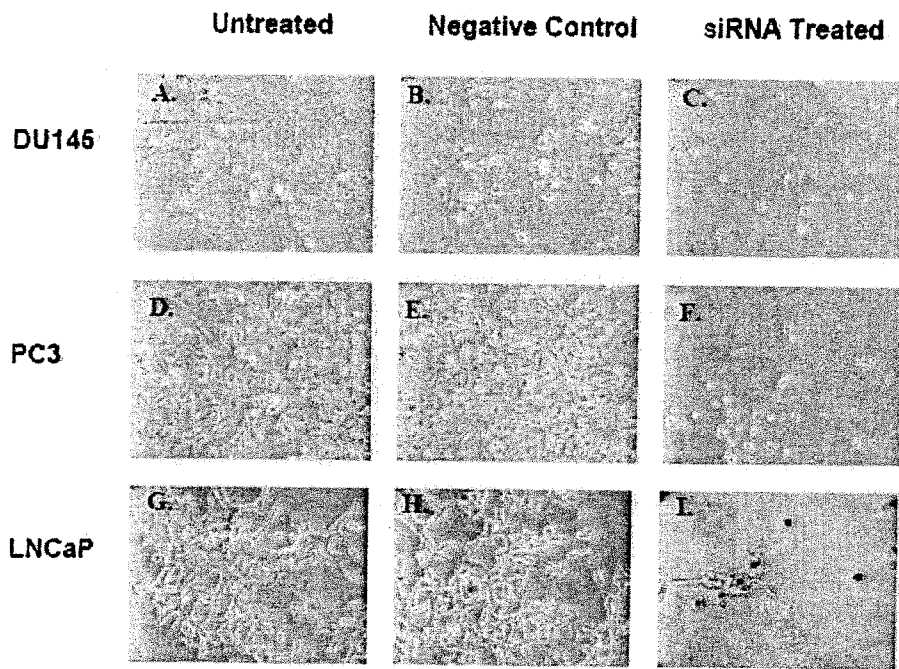 Untreated Negative Control siRNA Treated
DU145
A. B. C.
PC3
D. E. F.
LNCaP
G. H. I.